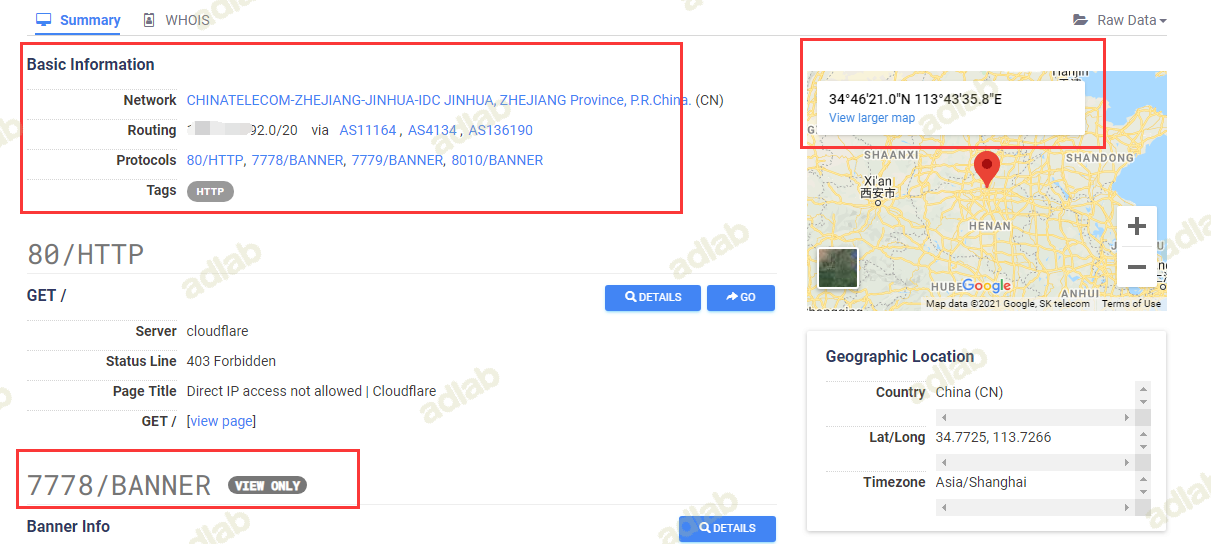 Summary
WHOIS
Raw Data
Basic Information
Network CHINATELECOM-ZHEJIANG-JINHUA-IDC JINHUA, ZHEJIANG Province, P.R.China. (CN)
Routing 92.0/20 via AS11164 , AS4134 , AS136190
Protocols 80/HTTP, 7778/BANNER, 7779/BANNER, 8010/BANNER
Tags HTTP
34°46'21.0"N 113°43'35.8"E
View larger map
Tianjin
SHAANXI
SHANDONG
Xi'an
西安市
HENAN
HUBE
ANHUI
Google
Map data ©2021 Google, SK telecom Terms of Use
80/HTTP
GET /
DETAILS
GO
Server cloudflare
Status Line 403 Forbidden
Page Title Direct IP access not allowed | Cloudflare
GET / [view page]
7778/BANNER VIEW ONLY
Banner Info
DETAILS
Geographic Location
Country China (CN)
Lat/Long 34.7725, 113.7266
Timezone Asia/Shanghai
adlab
adlab
adlab
adlab
adlab
adlab
adlab
adlab